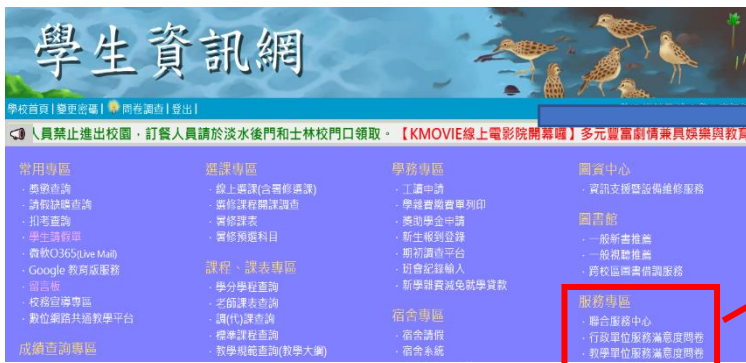 學生資訊網
學校首頁 | 變更密碼 | 問卷調查 | 登出 |
人員禁止進出校園,訂餐人員請於淡水後門和士林校門口領取。【KMOVIE線上電影院開幕囉】多元豐富劇情兼具娛樂與教育
常用專區
· 獎懲查詢
· 請假缺曠查詢
· 扣考查詢
· 學生請假單
· 微軟O365(Live Mail)
· Google 教育版服務
· 留言板
· 校務宣導專區
· 數位網路共通教學平台
成績查詢專區
選課專區
· 線上選課(含暑修選課)
· 選修課程開課調查
· 暑修課表
· 暑修預選科目
課程、課表專區
· 學分學程查詢
· 老師課表查詢
· 調(代)課查詢
· 標準課程查詢
· 教學規範查詢(教學大綱)
學務專區
· 工讀申請
· 學雜費繳費單列印
· 獎助學金申請
· 新生報到登錄
· 期初調查平台
· 班會紀錄輸入
· 新學雜費減免就學貸款
宿舍專區
· 宿舍請假
· 宿舍系統
圖資中心
· 資訊支援暨設備維修服務
圖書館
· 一般新書推薦
· 一般視聽推薦
· 跨校區圖書借調服務
服務專區
· 聯合服務中心
· 行政單位服務滿意度問卷
· 教學單位服務滿意度問卷